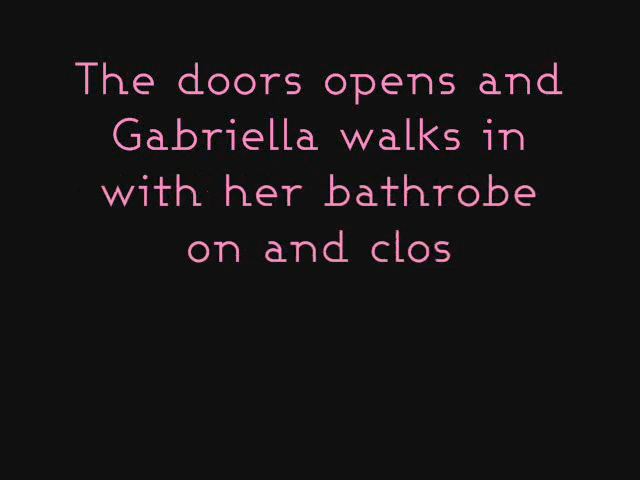 The doors opens and
Gabriella walks in
with her bathrobe
on and clos